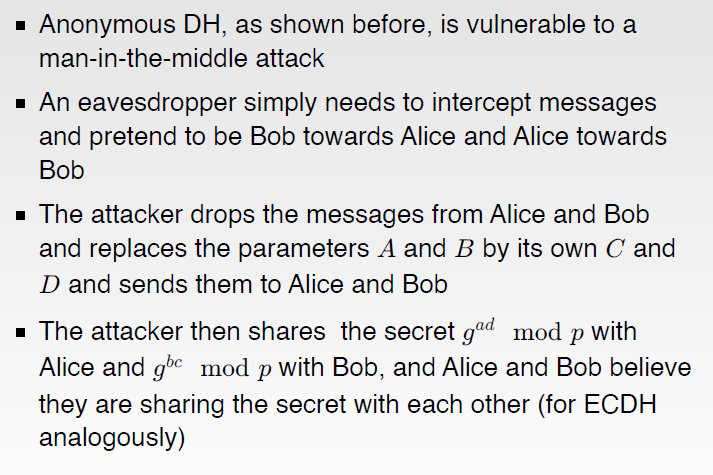 ▪ Anonymous DH, as shown before, is vulnerable to a
man-in-the-middle attack
▪ An eavesdropper simply needs to intercept messages
and pretend to be Bob towards Alice and Alice towards
Bob
▪ The attacker drops the messages from Alice and Bob
and replaces the parameters A and B by its own C and
D and sends them to Alice and Bob
▪ The attacker then shares the secret g^{ad} mod p with
Alice and g^{bc} mod p with Bob, and Alice and Bob believe
they are sharing the secret with each other (for ECDH
analogously)